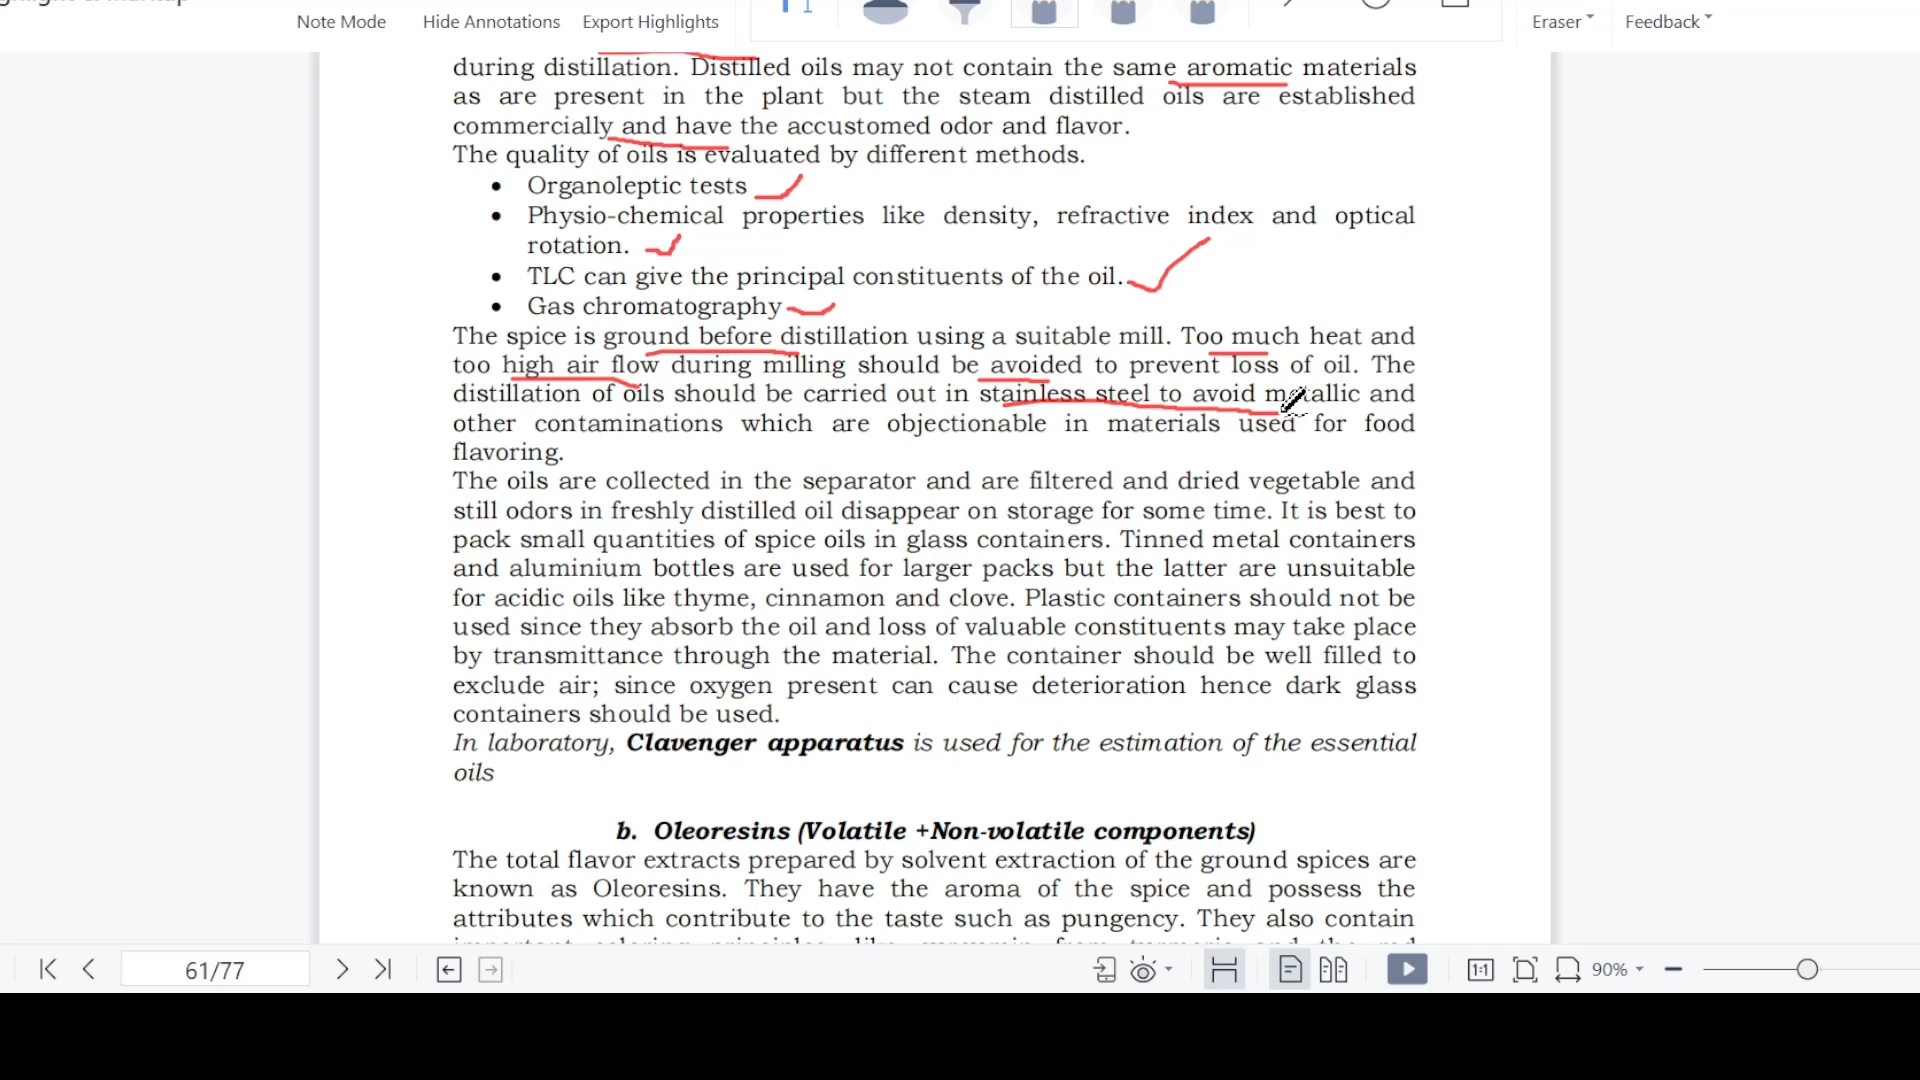 Note Mode Hide Annotations Export Highlights Eraser Feedback
during distillation. Distilled oils may not contain the same aromatic materials
as are present in the plant but the steam distilled oils are established
commercially and have the accustomed odor and flavor.
The quality of oils is evaluated by different methods.
• Organoleptic tests
• Physio-chemical properties like density, refractive index and optical
rotation.
• TLC can give the principal constituents of the oil.
• Gas chromatography
The spice is ground before distillation using a suitable mill. Too much heat and
too high air flow during milling should be avoided to prevent loss of oil. The
distillation of oils should be carried out in stainless steel to avoid metallic and
other contaminations which are objectionable in materials used for food
flavoring.
The oils are collected in the separator and are filtered and dried vegetable and
still odors in freshly distilled oil disappear on storage for some time. It is best to
pack small quantities of spice oils in glass containers. Tinned metal containers
and aluminium bottles are used for larger packs but the latter are unsuitable
for acidic oils like thyme, cinnamon and clove. Plastic containers should not be
used since they absorb the oil and loss of valuable constituents may take place
by transmittance through the material. The container should be well filled to
exclude air; since oxygen present can cause deterioration hence dark glass
containers should be used.
In laboratory, Clavenger apparatus is used for the estimation of the essential
oils
b. Oleoresins (Volatile +Non-volatile components)
The total flavor extracts prepared by solvent extraction of the ground spices are
known as Oleoresins. They have the aroma of the spice and possess the
attributes which contribute to the taste such as pungency. They also contain
61/77 1:1 90%